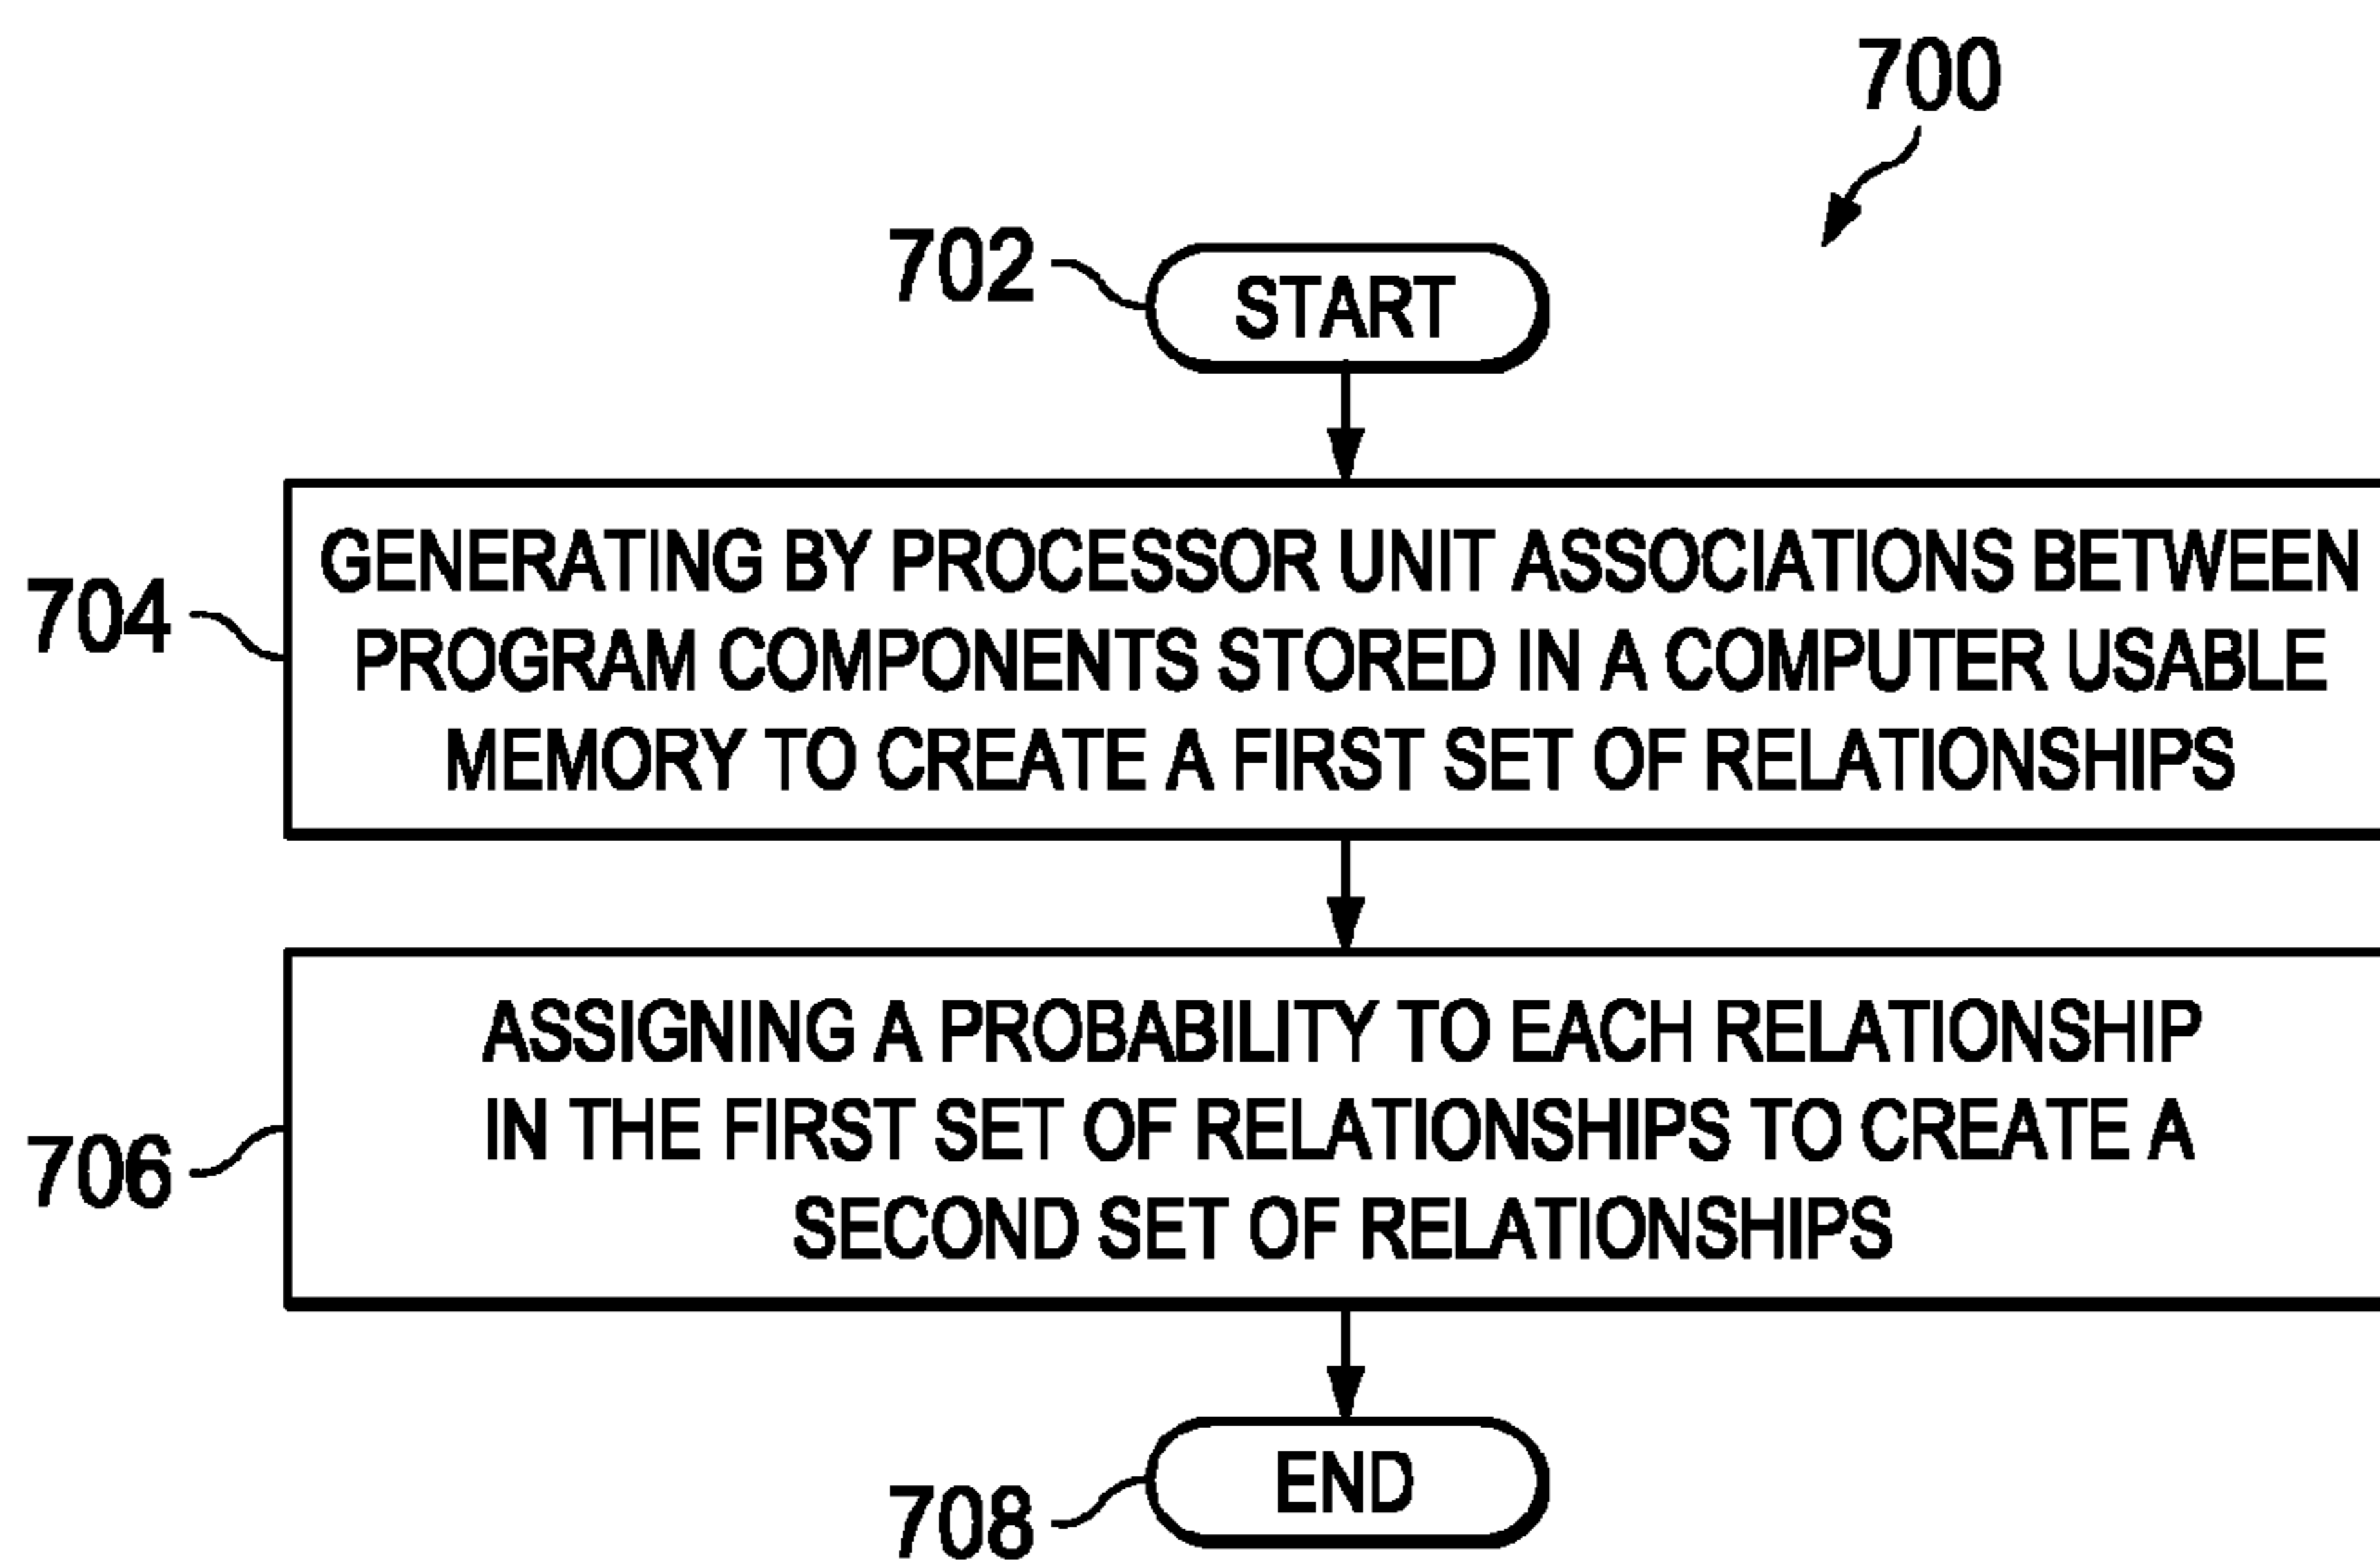 700
702
START
704
GENERATING BY PROCESSOR UNIT ASSOCIATIONS BETWEEN
PROGRAM COMPONENTS STORED IN A COMPUTER USABLE
MEMORY TO CREATE A FIRST SET OF RELATIONSHIPS
706
ASSIGNING A PROBABILITY TO EACH RELATIONSHIP
IN THE FIRST SET OF RELATIONSHIPS TO CREATE A
SECOND SET OF RELATIONSHIPS
708
END